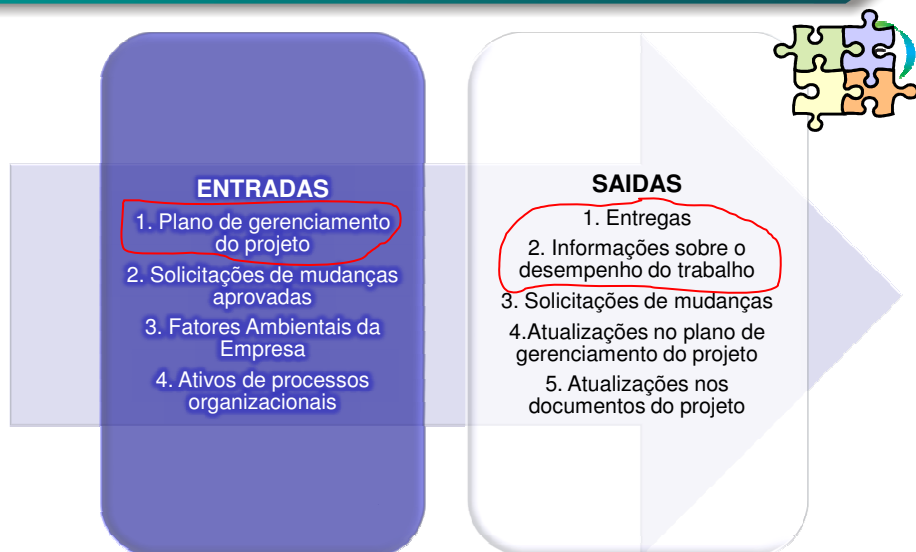 ENTRADAS
1. Plano de gerenciamento
do projeto
2. Solicitações de mudanças
aprovadas
3. Fatores Ambientais da
Empresa
4. Ativos de processos
organizacionais
SAIDAS
1. Entregas
2. Informações sobre o
desempenho do trabalho
3. Solicitações de mudanças
4.Atualizações no plano de
gerenciamento do projeto
5. Atualizações nos
documentos do projeto